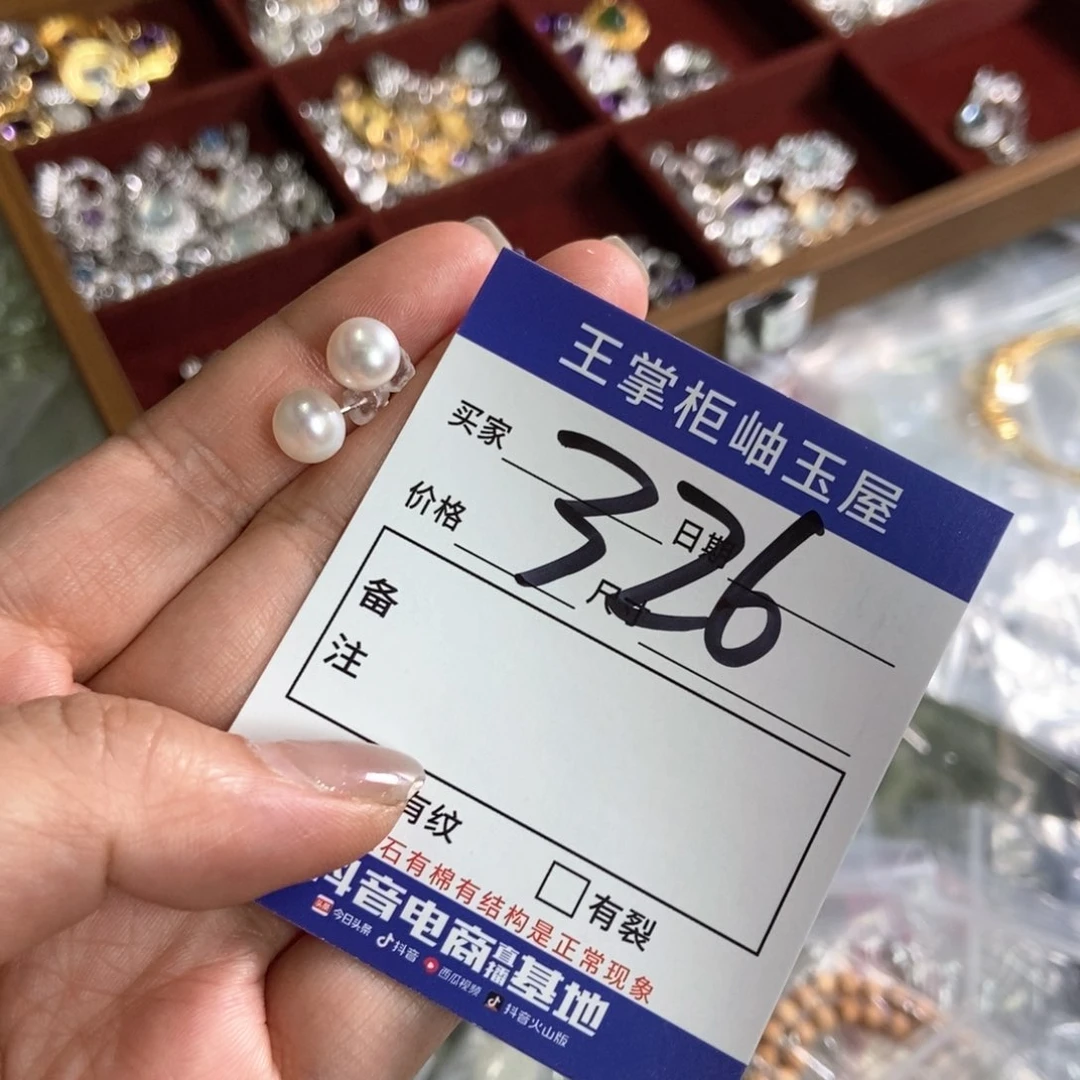 王掌柜岫玉屋
买家
326
日期
价格
尺寸
备注
有纹
有裂
石有棉有结构是正常现象
抖音电商直播基地
今日头条 抖音 西瓜视频 抖音火山版